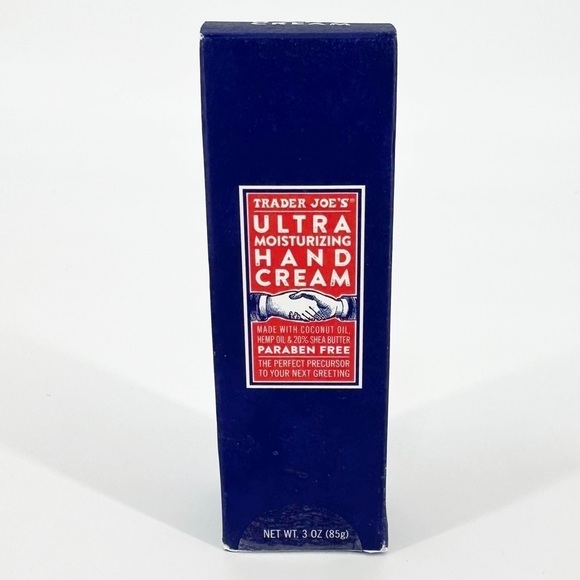 CREAM
TRADER JOE'S®
ULTRA
MOISTURIZING
HAND
CREAM
MADE WITH COCONUT OIL,
HEMP OIL & 20% SHEA BUTTER
PARABEN FREE
THE PERFECT PRECURSOR
TO YOUR NEXT GREETING
NET WT. 3 OZ (85g)